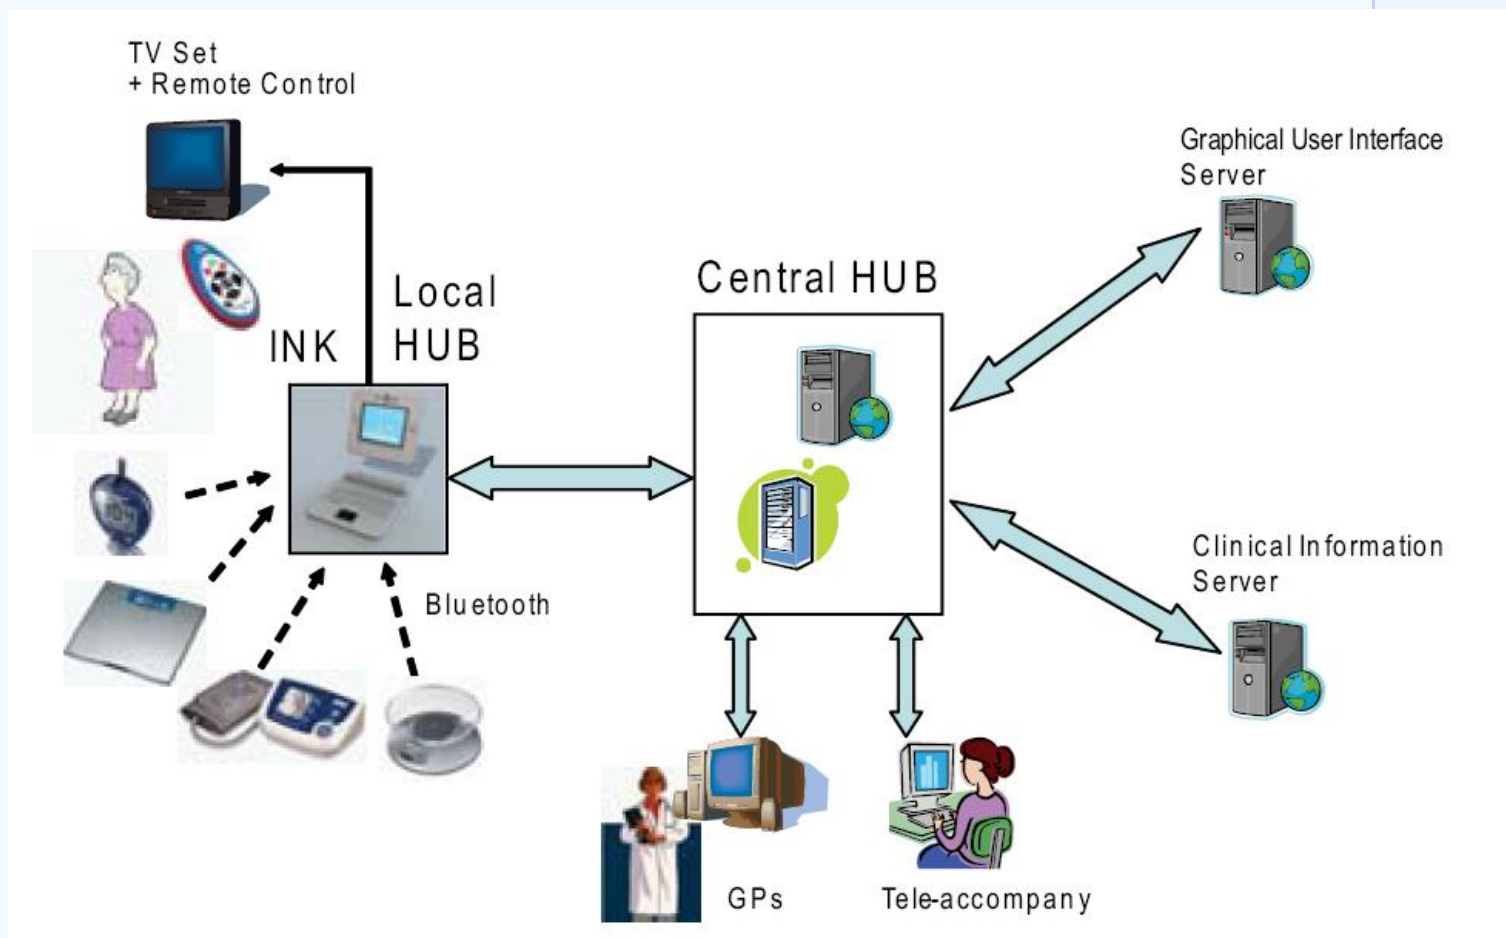 TV Set
+ Remote Control
Graphical User Interface
Server
Central HUB
Local
HUB
INK
Clinical Information
Server
Bluetooth
GPs
Tele-accompany